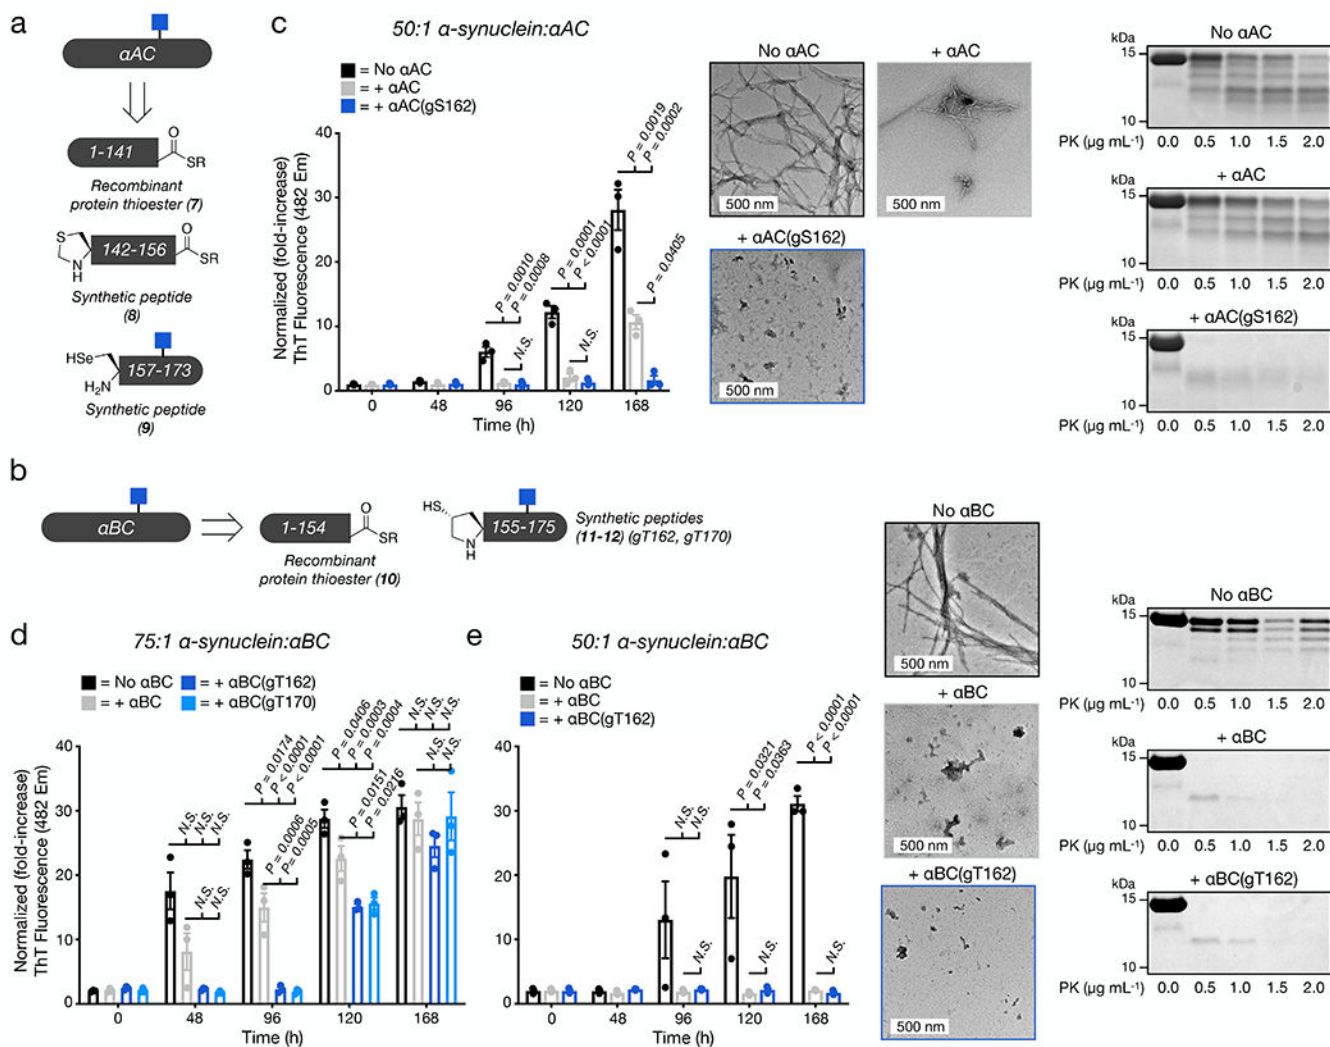 a
αAC
1-141
O
SR
Recombinant
protein thioester (7)
S
NH
142-156
O
SR
Synthetic peptide
(8)
HSe
H₂N
157-173
Synthetic peptide
(9)
c
50:1 α-synuclein:αAC
= No αAC
= + αAC
= + αAC(gS162)
Normalized (fold-increase)
ThT Fluorescence (482 Em)
40
30
20
10
0
P = 0.0010
P = 0.0008
N.S.
P = 0.0001
P < 0.0001
N.S.
P = 0.0019
P = 0.0002
P = 0.0405
0
48
96
120
168
Time (h)
No αAC
500 nm
+ αAC
500 nm
+ αAC(gS162)
500 nm
No αAC
kDa
15
10
PK (µg mL⁻¹) 0.0 0.5 1.0 1.5 2.0
+ αAC
kDa
15
10
PK (µg mL⁻¹) 0.0 0.5 1.0 1.5 2.0
+ αAC(gS162)
kDa
15
10
PK (µg mL⁻¹) 0.0 0.5 1.0 1.5 2.0
b
αBC
1-154
O
SR
Recombinant
protein thioester (10)
HS
NH
155-175
Synthetic peptides
(11-12) (gT162, gT170)
d
75:1 α-synuclein:αBC
= No αBC
= + αBC(gT162)
= + αBC
= + αBC(gT170)
Normalized (fold-increase)
ThT Fluorescence (482 Em)
40
30
20
10
0
N.S.
N.S.
N.S.
N.S.
N.S.
P = 0.0174
P < 0.0001
P < 0.0001
P = 0.0006
P = 0.0005
P = 0.0406
P = 0.0003
P = 0.0004
P = 0.0151
P = 0.0216
N.S.
N.S.
N.S.
N.S.
N.S.
0
48
96
120
168
Time (h)
e
50:1 α-synuclein:αBC
= No αBC
= + αBC
= + αBC(gT162)
40
30
20
10
0
N.S.
N.S.
N.S.
P = 0.0321
P = 0.0363
N.S.
P < 0.0001
P < 0.0001
N.S.
0
48
96
120
168
Time (h)
No αBC
500 nm
+ αBC
500 nm
+ αBC(gT162)
500 nm
No αBC
kDa
15
10
PK (µg mL⁻¹) 0.0 0.5 1.0 1.5 2.0
+ αBC
kDa
15
10
PK (µg mL⁻¹) 0.0 0.5 1.0 1.5 2.0
+ αBC(gT162)
kDa
15
10
PK (µg mL⁻¹) 0.0 0.5 1.0 1.5 2.0